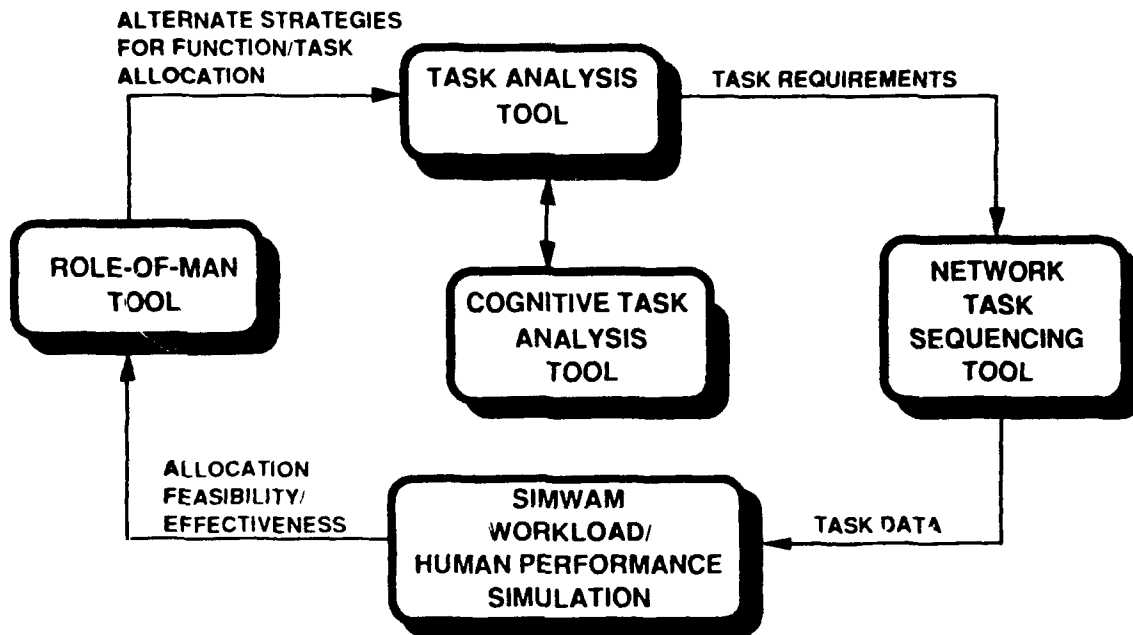 ALTERNATE STRATEGIES
FOR FUNCTION/TASK
ALLOCATION
TASK ANALYSIS
TOOL
TASK REQUIREMENTS
ROLE-OF-MAN
TOOL
COGNITIVE TASK
ANALYSIS
TOOL
NETWORK
TASK
SEQUENCING
TOOL
ALLOCATION
FEASIBILITY/
EFFECTIVENESS
SIMWAM
WORKLOAD/
HUMAN PERFORMANCE
SIMULATION
TASK DATA